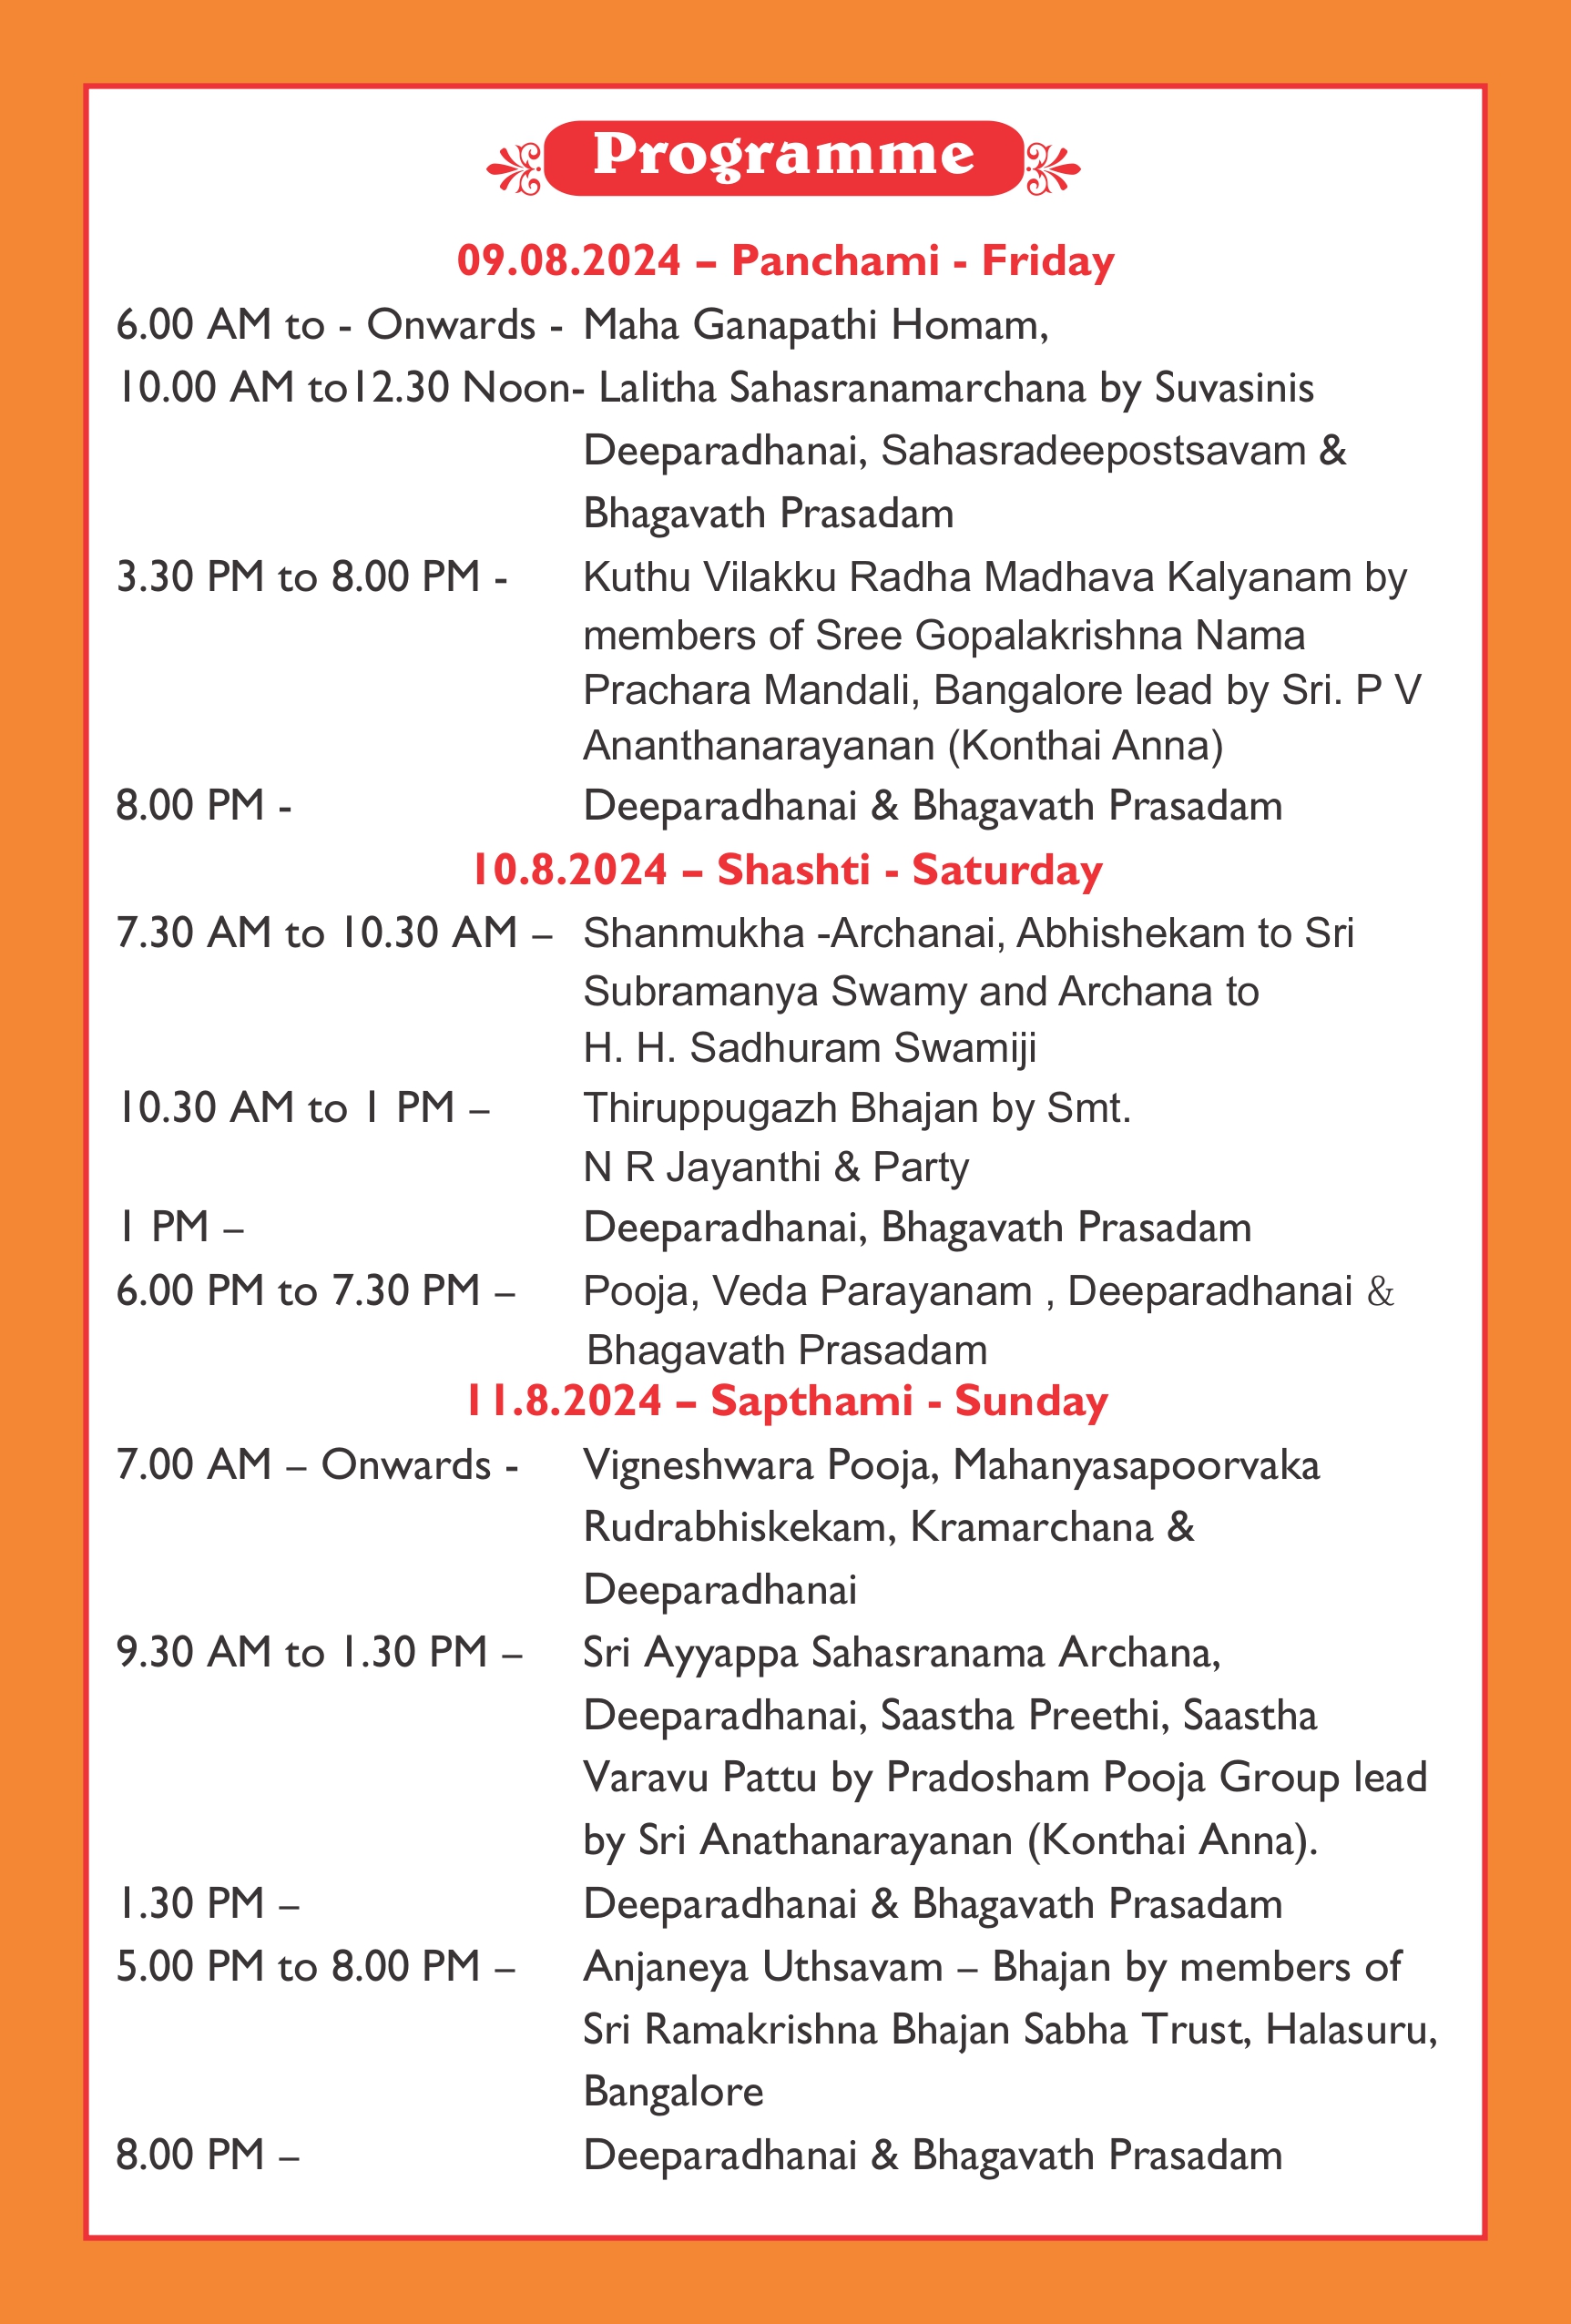 Programme
09.08.2024 – Panchami - Friday
6.00 AM to - Onwards - Maha Ganapathi Homam,
10.00 AM to12.30 Noon- Lalitha Sahasranamarchana by Suvasinis
Deeparadhanai, Sahasradeepostsavam &
Bhagavath Prasadam
3.30 PM to 8.00 PM - Kuthu Vilakku Radha Madhava Kalyanam by
members of Sree Gopalakrishna Nama
Prachara Mandali, Bangalore lead by Sri. P V
Ananthanarayanan (Konthai Anna)
8.00 PM - Deeparadhanai & Bhagavath Prasadam
10.8.2024 – Shashti - Saturday
7.30 AM to 10.30 AM – Shanmukha -Archanai, Abhishekam to Sri
Subramanya Swamy and Archana to
H. H. Sadhuram Swamiji
10.30 AM to 1 PM – Thiruppugazh Bhajan by Smt.
N R Jayanthi & Party
1 PM – Deeparadhanai, Bhagavath Prasadam
6.00 PM to 7.30 PM – Pooja, Veda Parayanam , Deeparadhanai &
Bhagavath Prasadam
11.8.2024 – Sapthami - Sunday
7.00 AM – Onwards - Vigneshwara Pooja, Mahanyasapoorvaka
Rudrabhiskekam, Kramarchana &
Deeparadhanai
9.30 AM to 1.30 PM – Sri Ayyappa Sahasranama Archana,
Deeparadhanai, Saastha Preethi, Saastha
Varavu Pattu by Pradosham Pooja Group lead
by Sri Anathanarayanan (Konthai Anna).
1.30 PM – Deeparadhanai & Bhagavath Prasadam
5.00 PM to 8.00 PM – Anjaneya Uthsavam – Bhajan by members of
Sri Ramakrishna Bhajan Sabha Trust, Halasuru,
Bangalore
8.00 PM – Deeparadhanai & Bhagavath Prasadam